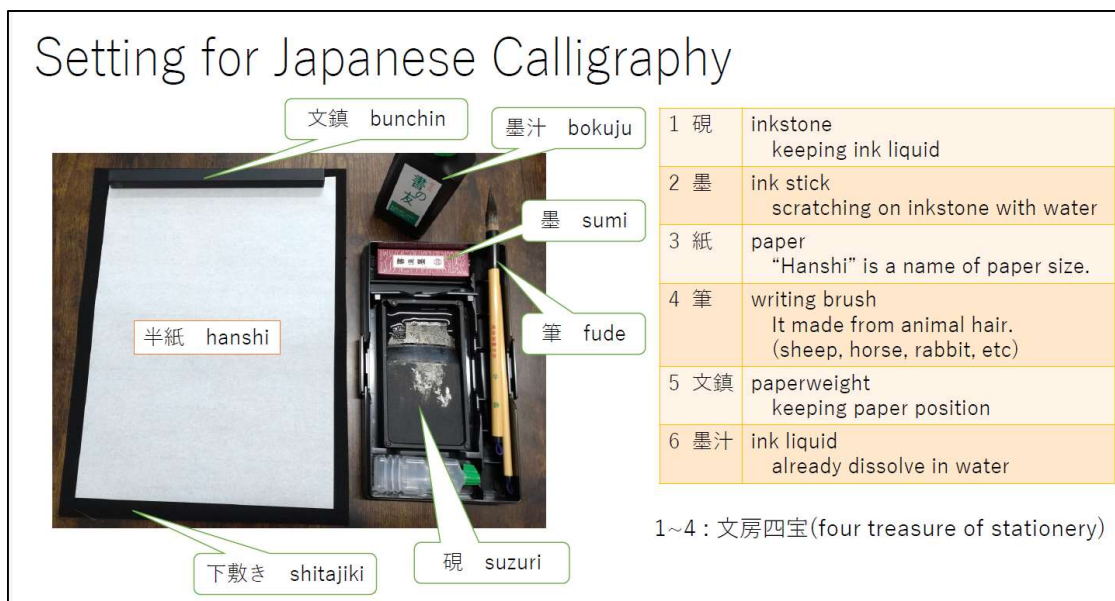 Setting for Japanese Calligraphy
文鎮 bunchin
墨汁 bokuju
書の友
墨 sumi
筆 fude
半紙 hanshi
硯 suzuri
下敷き shitajiki
1 硯 inkstone
keeping ink liquid
2 墨 ink stick
scratching on inkstone with water
3 紙 paper
“Hanshi” is a name of paper size.
4 筆 writing brush
It made from animal hair.
(sheep, horse, rabbit, etc)
5 文鎮 paperweight
keeping paper position
6 墨汁 ink liquid
already dissolve in water
1~4 : 文房四宝(four treasure of stationery)